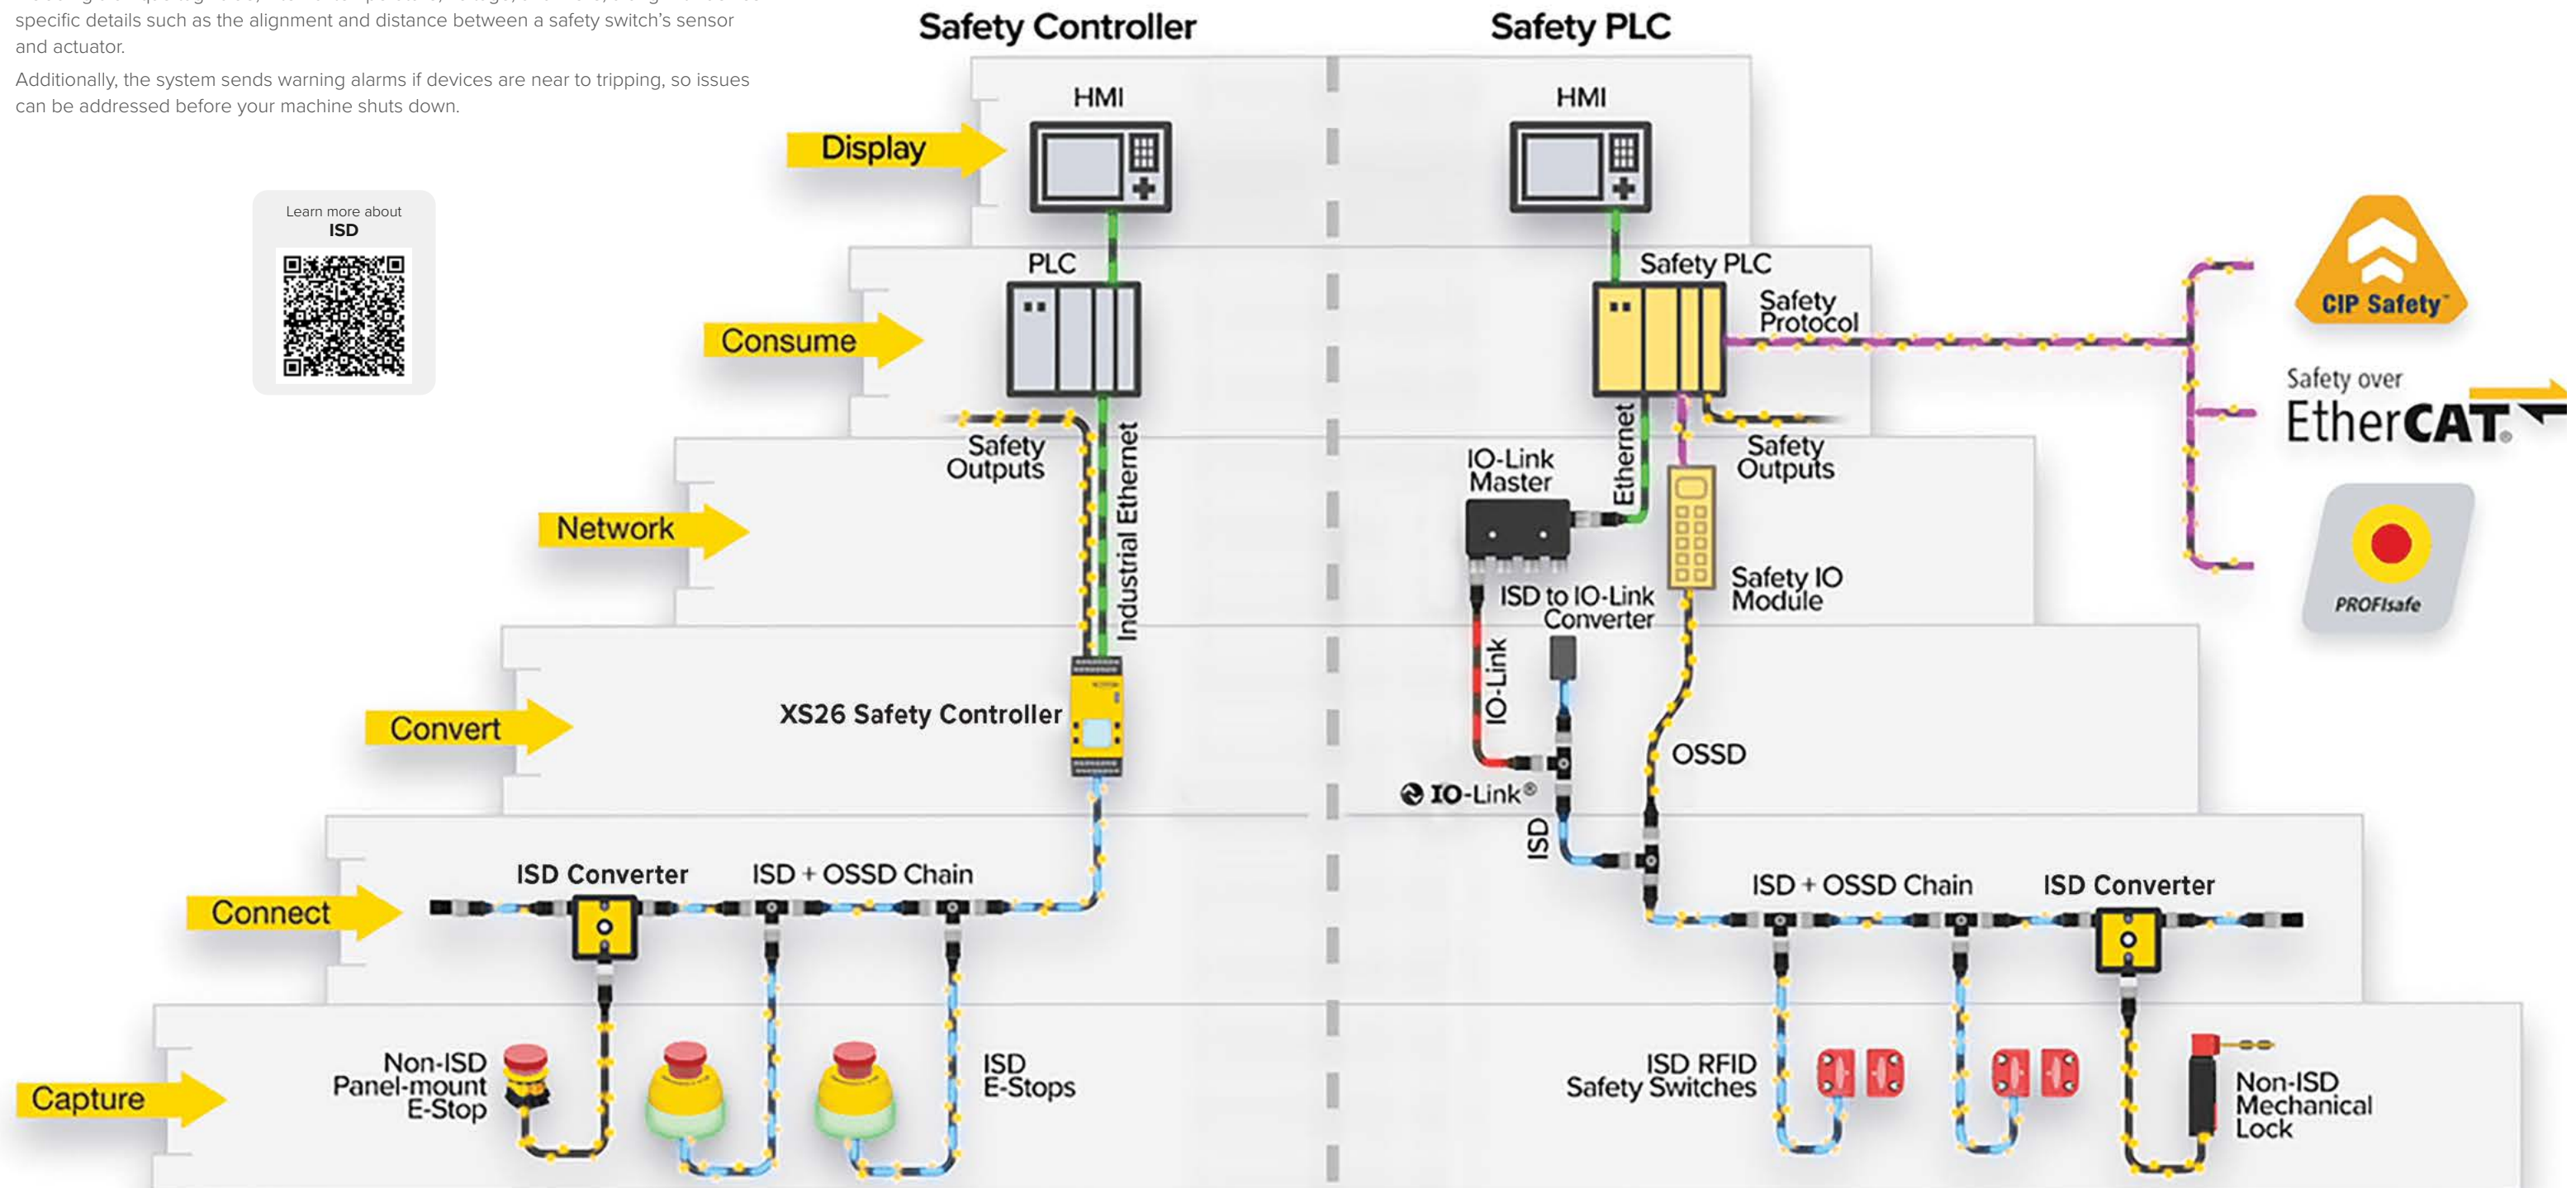 specific details such as the alignment and distance between a safety switch's sensor
and actuator.
Additionally, the system sends warning alarms if devices are near to tripping, so issues
can be addressed before your machine shuts down.
Learn more about
ISD
Safety Controller
Safety PLC
Display
HMI
HMI
Consume
PLC
Safety PLC
Safety
Protocol
CIP Safety™
Safety over
EtherCAT®
PROFIsafe
Safety
Outputs
Industrial Ethernet
Ethernet
Safety
Outputs
Network
IO-Link
Master
Safety IO
Module
ISD to IO-Link
Converter
Convert
XS26 Safety Controller
IO-Link
OSSD
IO-Link®
ISD
Connect
ISD Converter
ISD + OSSD Chain
ISD + OSSD Chain
ISD Converter
Capture
Non-ISD
Panel-mount
E-Stop
ISD
E-Stops
ISD RFID
Safety Switches
Non-ISD
Mechanical
Lock